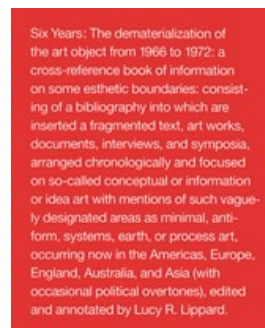 Six Years: The dematerialization of
the art object from 1966 to 1972: a
cross-reference book of information
on some esthetic boundaries: consist-
ing of a bibliography into which are
inserted a fragmented text, art works,
documents, interviews, and symposia,
arranged chronologically and focused
on so-called conceptual or information
or idea art with mentions of such vague-
ly designated areas as minimal, anti-
form, systems, earth, or process art,
occurring now in the Americas, Europe,
England, Australia, and Asia (with
occasional political overtones), edited
and annotated by Lucy R. Lippard.